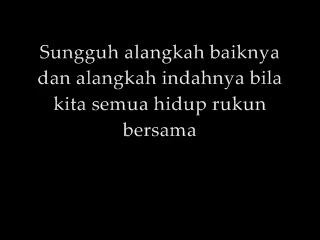 Sungguh alangkah baiknya
dan alangkah indahnya bila
kita semua hidup rukun
bersama